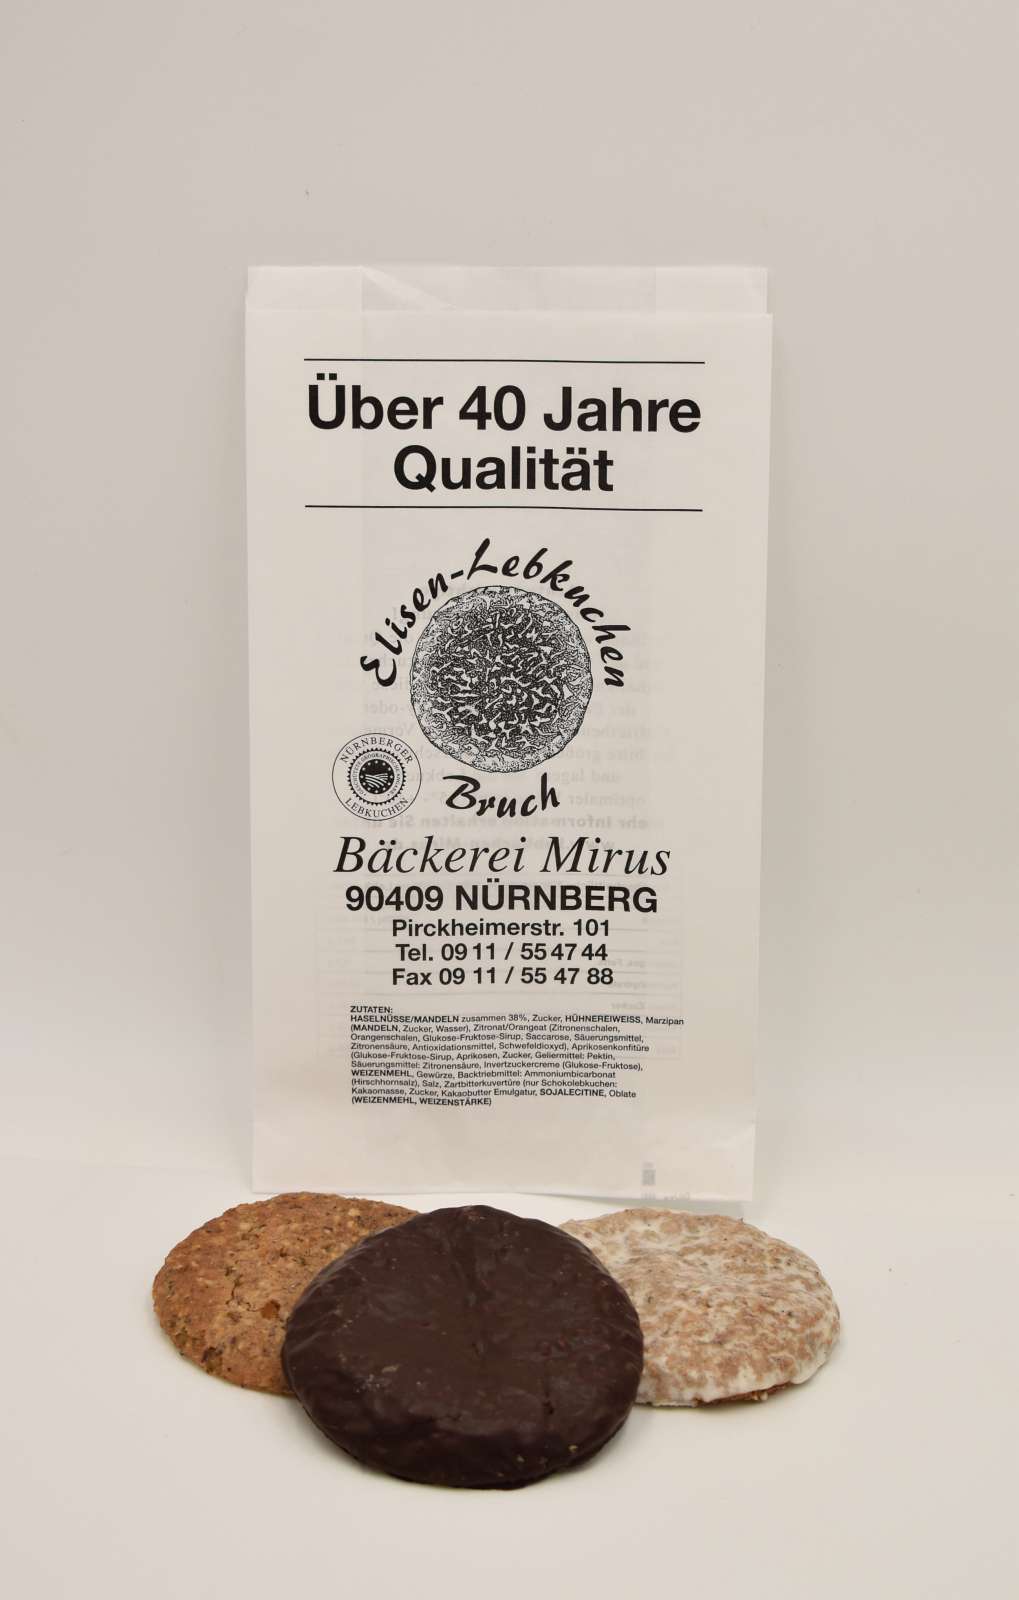 Über 40 Jahre
Qualität
Elisen-Lebkuchen
NÜRNBERGER
LEBKUCHEN
Bruch
Bäckerei Mirus
90409 NÜRNBERG
Pirckheimerstr. 101
Tel. 09 11 / 55 47 44
Fax 09 11 / 55 47 88
ZUTATEN:
HASELNÜSSE/MANDELN zusammen 38%, Zucker, HÜHNEREIWEISS, Marzipan
(MANDELN, Zucker, Wasser), Zitronat/Orangeat (Zitronenschalen,
Orangenschalen, Glukose-Fruktose-Sirup, Saccarose, Säuerungsmittel,
Zitronensäure, Antioxidationsmittel, Schwefeldioxyd), Aprikosenkonfitüre
(Glukose-Fruktose-Sirup, Aprikosen, Zucker, Geliermittel: Pektin,
Säuerungsmittel: Zitronensäure, Invertzuckercreme (Glukose-Fruktose),
WEIZENMEHL, Gewürze, Backtriebmittel: Ammoniumbicarbonat
(Hirschhornsalz), Salz, Zartbitterkuvertüre (nur Schokolebkuchen:
Kakaomasse, Zucker, Kakaobutter Emulgatur, SOJALECITINE, Oblate
(WEIZENMEHL, WEIZENSTÄRKE)